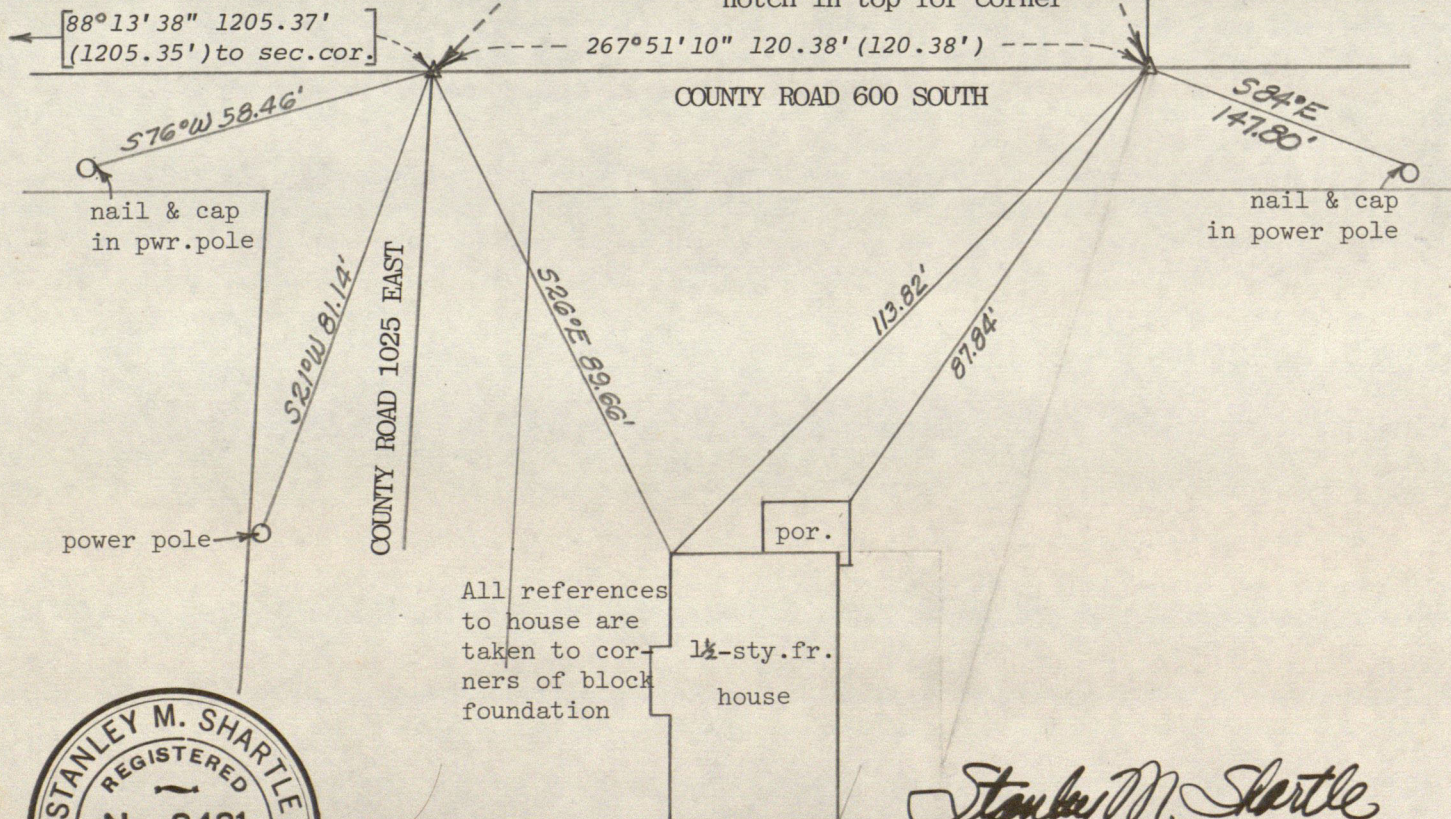 notch in top for corner
88°13'38" 1205.37'
(1205.35')to sec.cor.
267°51'10" 120.38'(120.38')
COUNTY ROAD 600 SOUTH
S76°W 58.46'
S84°E
147.80'
nail & cap
in pwr.pole
nail & cap
in power pole
S21°W 81.14'
COUNTY ROAD 1025 EAST
S26°E 89.66'
113.82'
87.84'
power pole
por.
All references
to house are
taken to cor-
ners of block
foundation
1½-sty.fr.
house
STANLEY M. SHARTLE
REGISTERED
Stanley M. Shartle